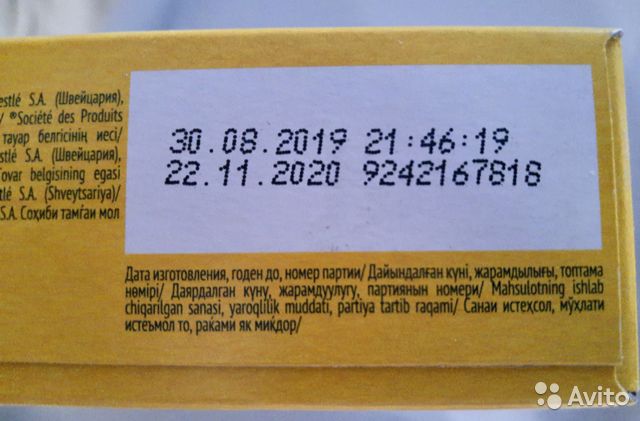 estlé S.A. (Швейцария),
/ ®Société des Produits
тауар белгісінің иесі/
stlé S.A. (Швейцария),
ovar belgisining egasi
lé S.A. (Shveytsariya)/
S.A. Соҳиби тамғаи мол
30.08.2019 21:46:19
22.11.2020 9242167818
Дата изготовления, годен до, номер партии/ Дайындалған күні, жарамдылығы, топтама
нөмірі/ Даярдалган күнү, жарамдуулугу, партиянын номери/ Mahsulotning ishlab
chiqarilgan sanasi, yaroqlilik muddati, partiya tartib raqami/ Санаи истеҳсол, мӯҳлати
истеъмол то, раќами як миқдор/
Avito